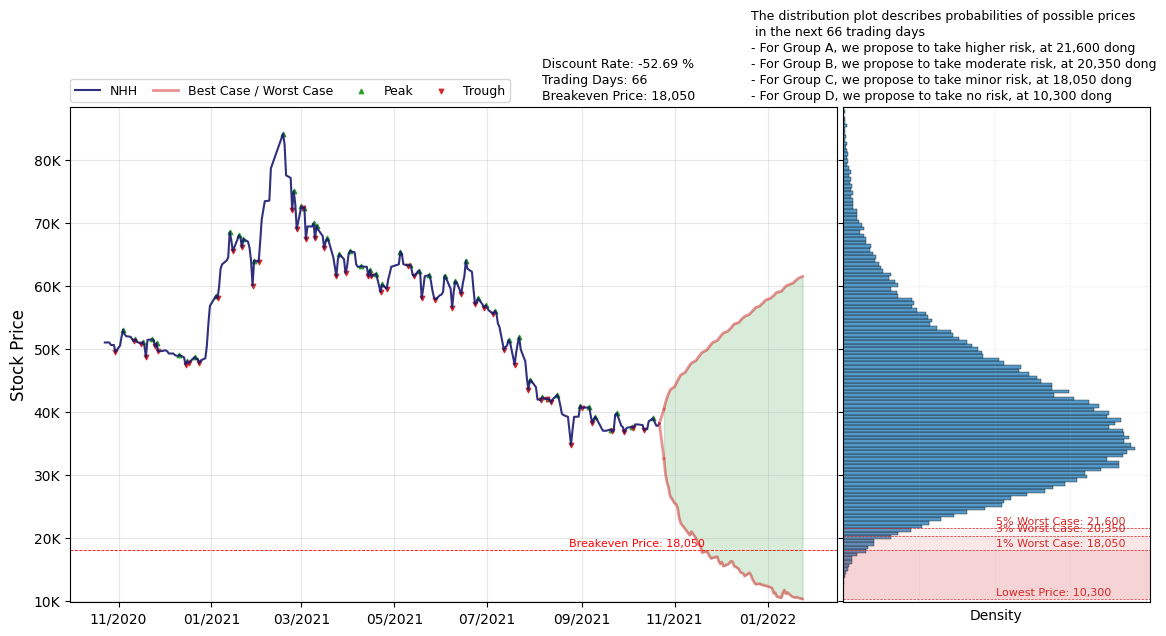 The distribution plot describes probabilities of possible prices
in the next 66 trading days
- For Group A, we propose to take higher risk, at 21,600 dong
- For Group B, we propose to take moderate risk, at 20,350 dong
- For Group C, we propose to take minor risk, at 18,050 dong
- For Group D, we propose to take no risk, at 10,300 dong
Discount Rate: -52.69 %
Trading Days: 66
Breakeven Price: 18,050
NHH
Best Case / Worst Case
Peak
Trough
Stock Price
80K
70K
60K
50K
40K
30K
20K
10K
Breakeven Price: 18,050
11/2020
01/2021
03/2021
05/2021
07/2021
09/2021
11/2021
01/2022
5% Worst Case: 21,600
3% Worst Case: 20,350
1% Worst Case: 18,050
Lowest Price: 10,300
Density